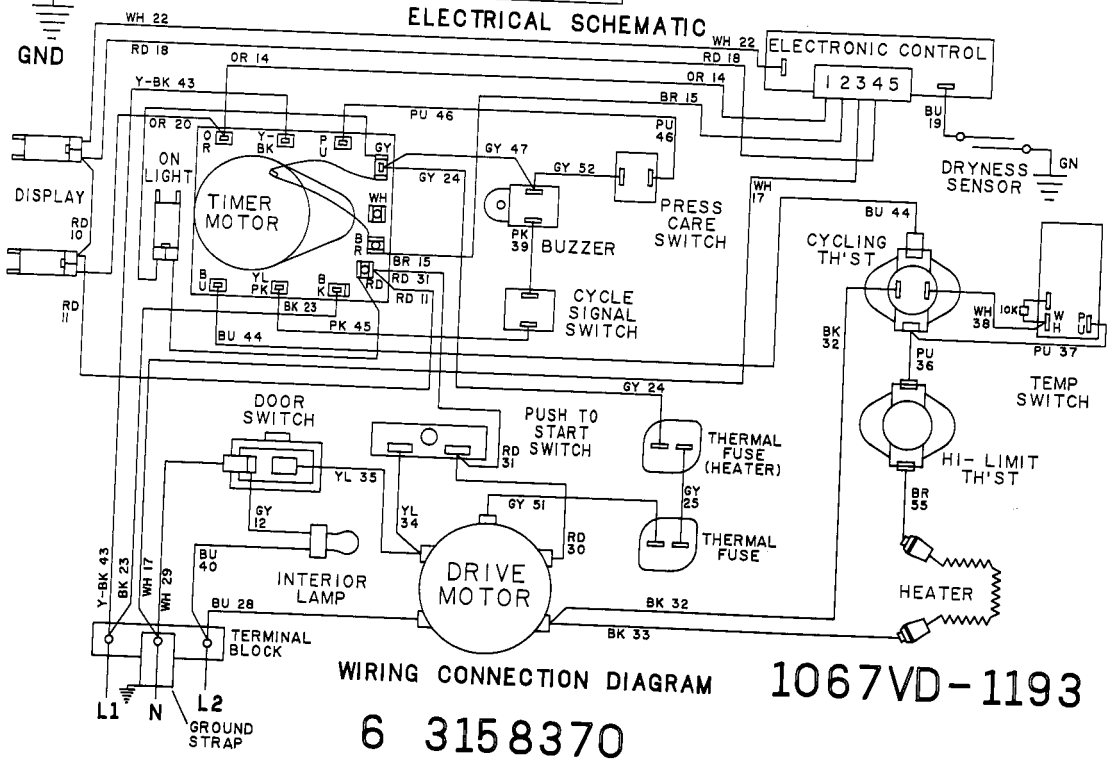 ELECTRICAL SCHEMATIC
GND
WH 22
RD 18
OR 14
Y-BK 43
OR 20
PU 46
WH 22
RD 18
OR 14
BR 15
PU 46
ELECTRONIC CONTROL
1 2 3 4 5
BU 19
GN
DRYNESS SENSOR
ON LIGHT
DISPLAY
RD 10
RD 11
TIMER MOTOR
OR
Y-BK
PU
GY
WH
BR
RD
BU
YL PK
BK
GY 47
GY 24
GY 52
PRESS CARE SWITCH
WH 17
BUZZER
PK 39
BR 15
RD 31
RD 11
BK 23
PK 45
BU 44
CYCLE SIGNAL SWITCH
BU 44
CYCLING TH'ST
BK 32
WH 38
10K
WH
PU
PU 36
PU 37
TEMP SWITCH
GY 24
DOOR SWITCH
PUSH TO START SWITCH
RD 31
YL 35
YL 34
THERMAL FUSE (HEATER)
GY 25
GY 51
THERMAL FUSE
HI-LIMIT TH'ST
BR 55
GY 12
INTERIOR LAMP
BU 40
RD 30
DRIVE MOTOR
HEATER
Y-BK 43
BK 23
WH 17
WH 29
BU 28
BK 32
BK 33
TERMINAL BLOCK
L1
N
L2
GROUND STRAP
WIRING CONNECTION DIAGRAM
1067VD-1193
6 3158370